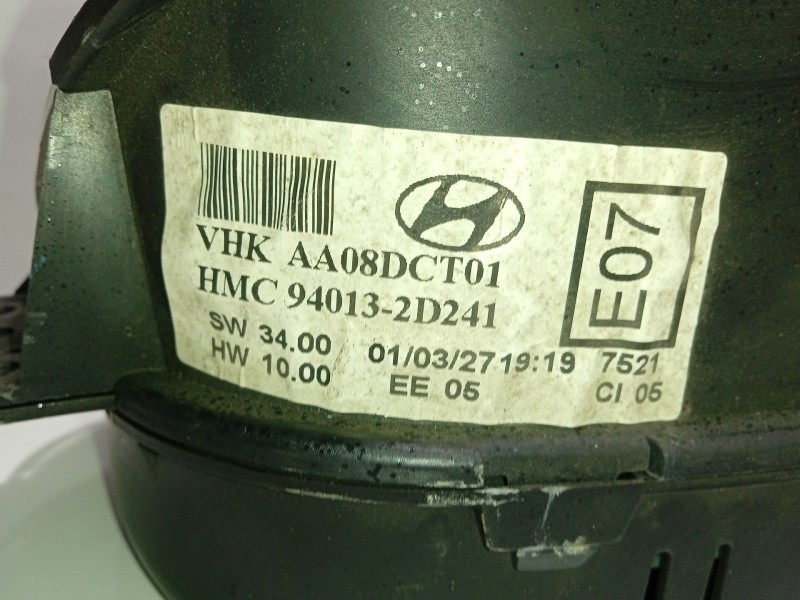 VHK AA08DCT01
HMC 94013-2D241
E07
SW 34.00
HW 10.00
01/03/27 19:19 7521
EE 05 CI 05